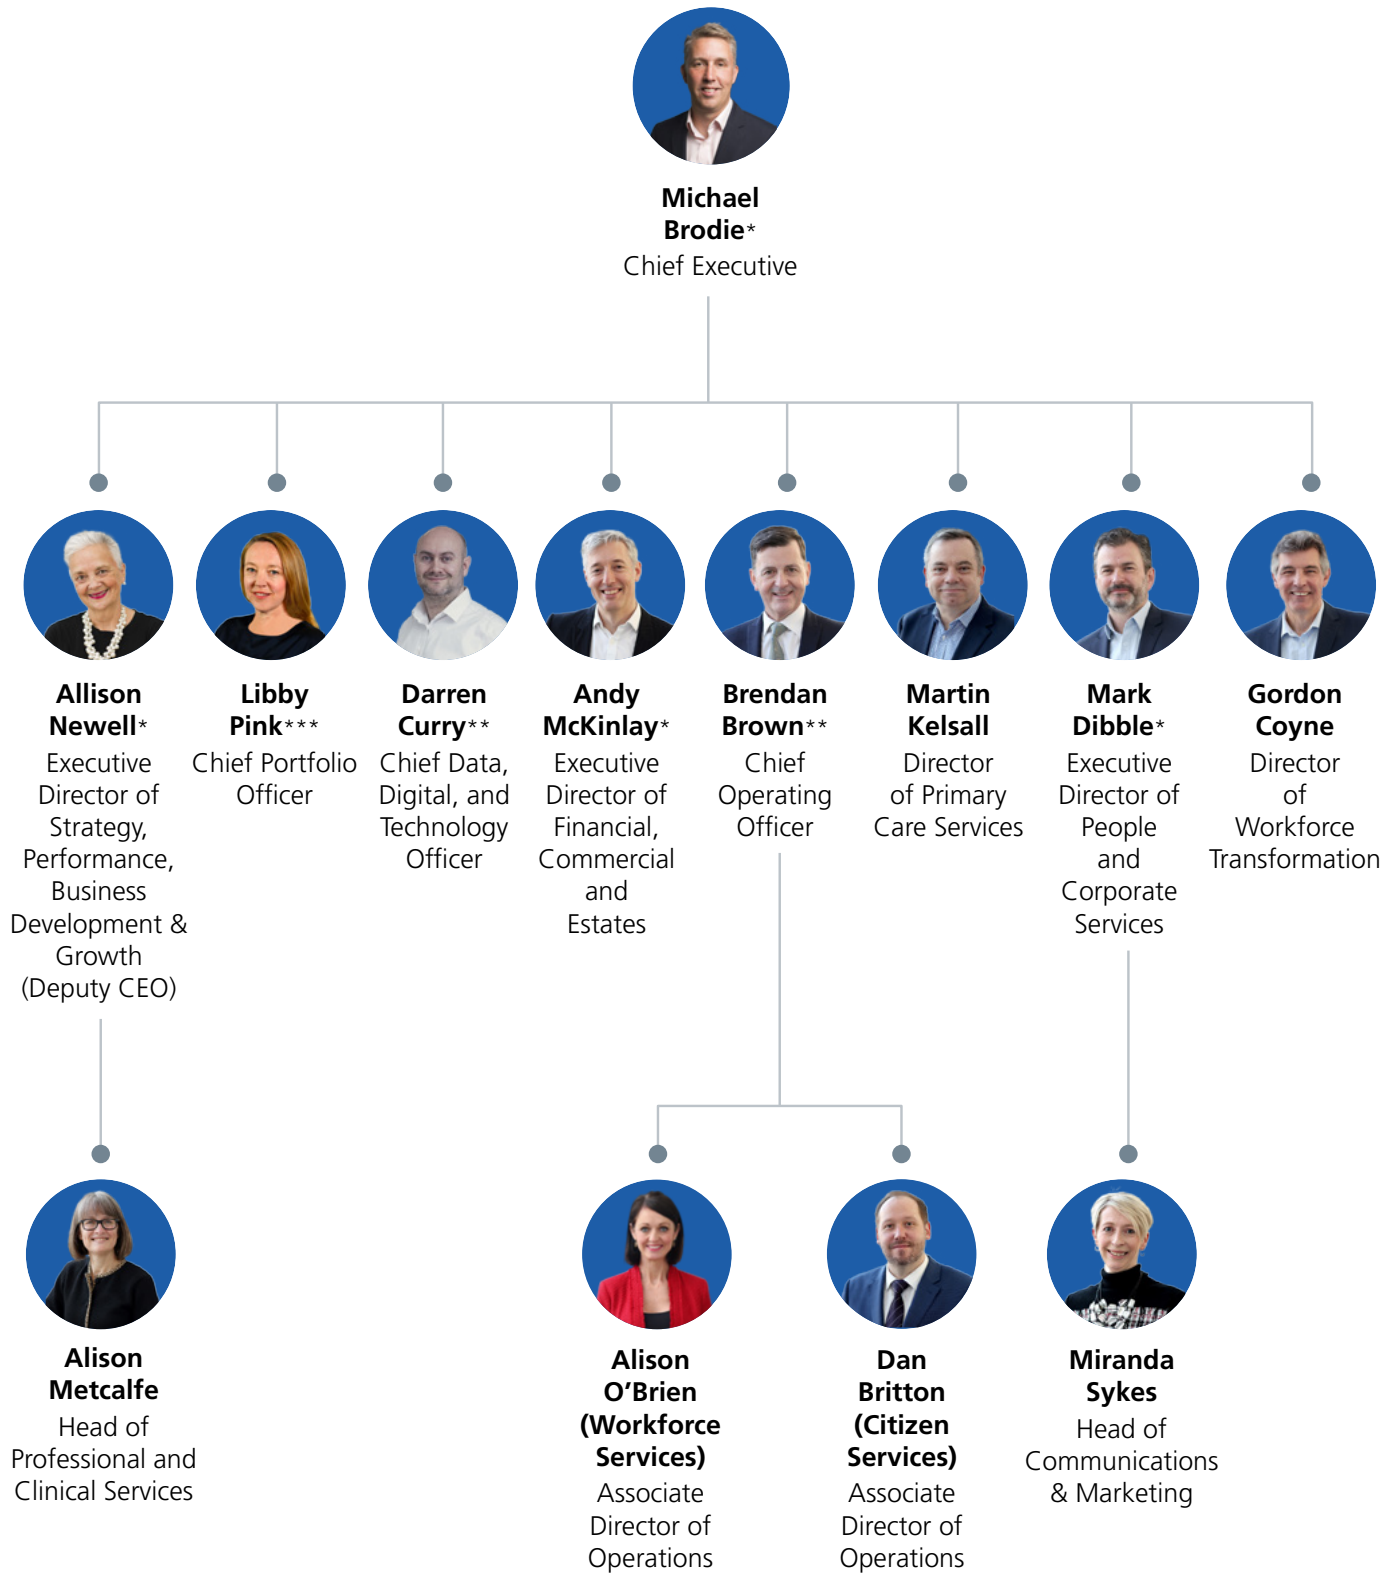 Michael
Brodie*
Chief Executive
Allison
Newell*
Executive
Director of
Strategy,
Performance,
Business
Development &
Growth
(Deputy CEO)
Libby
Pink***
Chief Portfolio
Officer
Darren
Curry**
Chief Data,
Digital, and
Technology
Officer
Andy
McKinlay*
Executive
Director of
Financial,
Commercial
and
Estates
Brendan
Brown**
Chief
Operating
Officer
Martin
Kelsall
Director
of Primary
Care Services
Mark
Dibble*
Executive
Director of
People
and
Corporate
Services
Gordon
Coyne
Director
of
Workforce
Transformation
Alison
Metcalfe
Head of
Professional and
Clinical Services
Alison
O’Brien
(Workforce
Services)
Associate
Director of
Operations
Dan
Britton
(Citizen
Services)
Associate
Director of
Operations
Miranda
Sykes
Head of
Communications
& Marketing